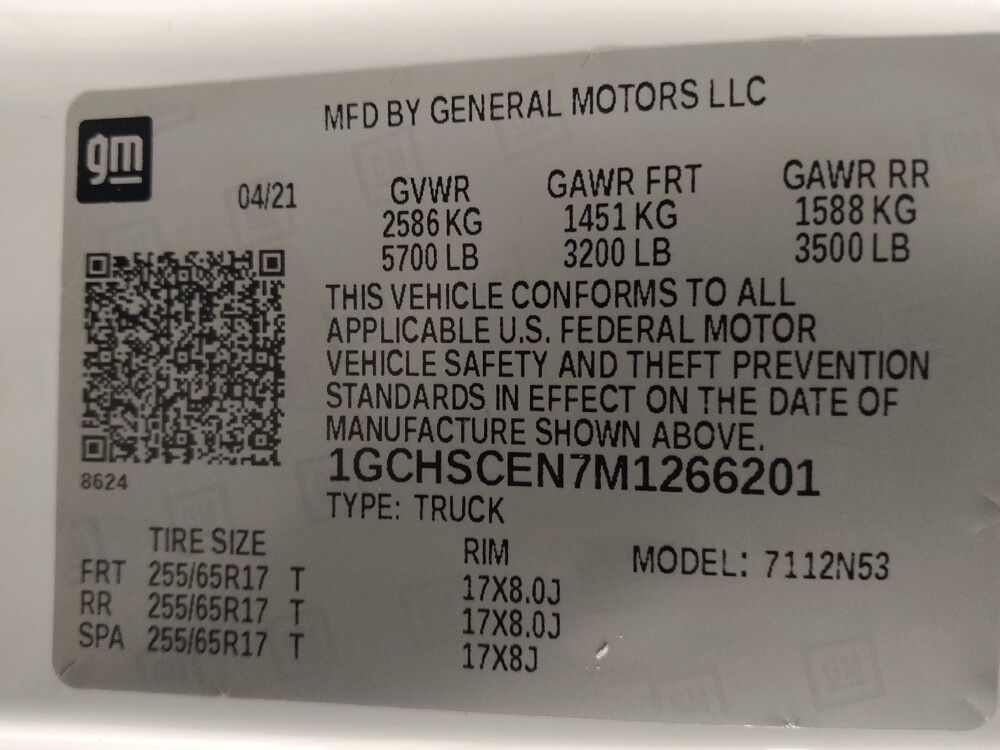 MFD BY GENERAL MOTORS LLC
gm
04/21
GVWR GAWR FRT GAWR RR
2586 KG 1451 KG 1588 KG
5700 LB 3200 LB 3500 LB
THIS VEHICLE CONFORMS TO ALL
APPLICABLE U.S. FEDERAL MOTOR
VEHICLE SAFETY AND THEFT PREVENTION
STANDARDS IN EFFECT ON THE DATE OF
MANUFACTURE SHOWN ABOVE.
1GCHSCEN7M1266201
8624
TYPE: TRUCK
TIRE SIZE RIM MODEL: 7112N53
FRT 255/65R17 T 17X8.0J
RR 255/65R17 T 17X8.0J
SPA 255/65R17 T 17X8J